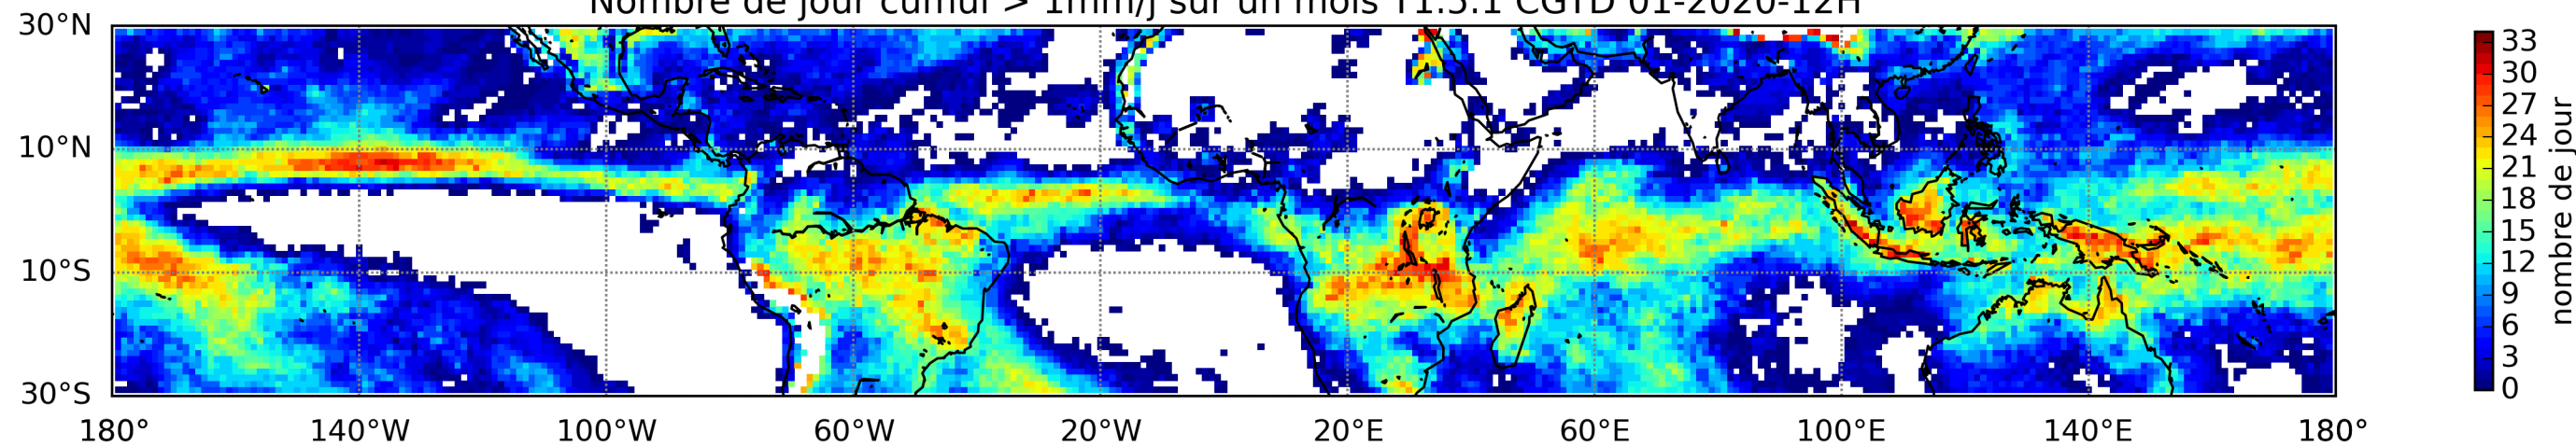 Nombre de jour cumul > 1mm/j sur un mois T1.5.1 CGTD 01-2020-12H
30°N
10°N
10°S
30°S
180° 140°W 100°W 60°W 20°W 20°E 60°E 100°E 140°E 180°
33
30
27
24
21
18
15
12
9
6
3
0
nombre de jour